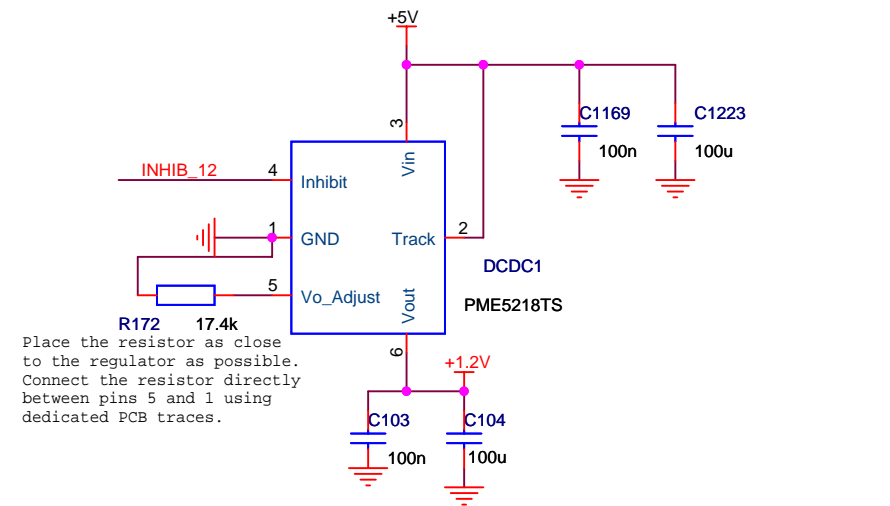 +5V
C1169
C1223
100n
100u
3
Vin
INHIB_12
4
Inhibit
1
GND
Track
2
DCDC1
5
Vo_Adjust
Vout
PME5218TS
R172
17.4k
Place the resistor as close
to the regulator as possible.
Connect the resistor directly
between pins 5 and 1 using
dedicated PCB traces.
6
+1.2V
C103
C104
100n
100u